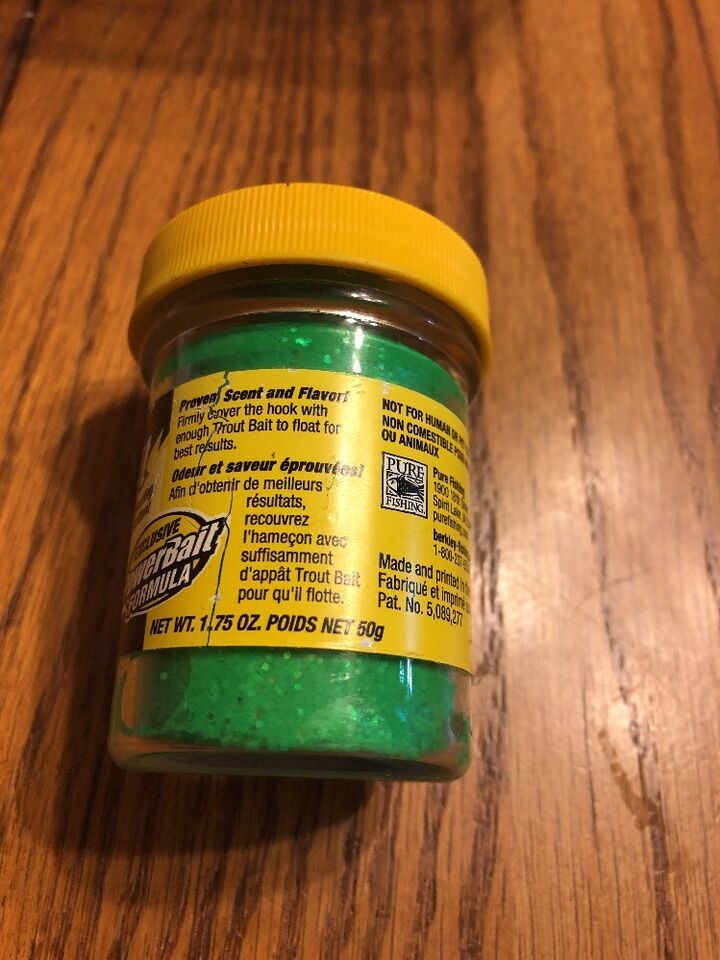 Proven Scent and Flavor!
Firmly cover the hook with
enough Trout Bait to float for
best results.
Odeur et saveur éprouvées!
Afin d'obtenir de meilleurs
résultats,
recouvrez
l'hameçon avec
suffisamment
d'appât Trout Bait
pour qu'il flotte.
EXCLUSIVE
PowerBait
FORMULA
NET WT. 1.75 OZ. POIDS NET 50g
NOT FOR HUMAN OR
NON COMESTIBLE
OU ANIMAUX
PURE
FISHING
Pure
1900
Spirit Lake,
1-800-
Made and printed
Fabriqué et imprimé
Pat. No. 5,089,277